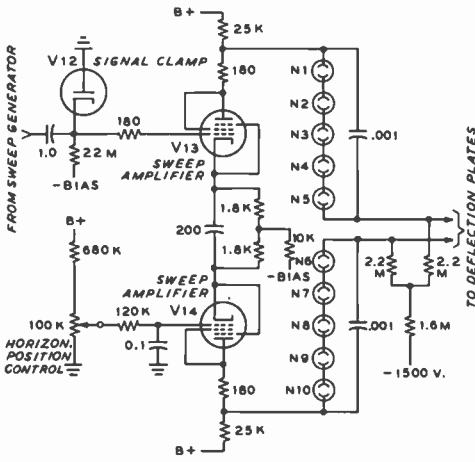 B+
25K
V12
SIGNAL CLAMP
180
N1
N2
N3
N4
N5
.001
FROM SWEEP GENERATOR
1.0
22 M
-BIAS
180
V13
SWEEP
AMPLIFIER
1.8K
200
1.8K
10K
-BIAS
TO DEFLECTION PLATES
B+
680K
100K
HORIZON.
POSITION
CONTROL
120K
0.1
SWEEP
AMPLIFIER
V14
N6
N7
N8
N9
N10
.001
2.2
M
2.2
M
1.6M
-1500 V.
180
25K
B+